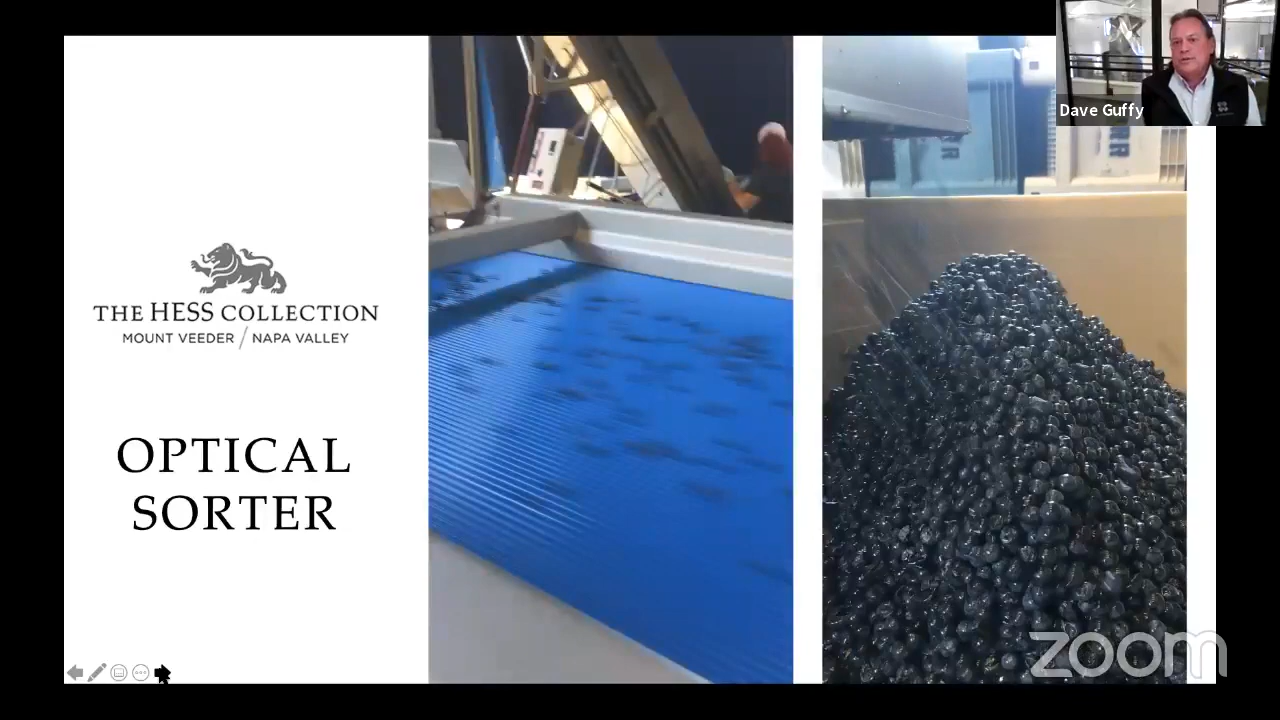 THE HESS COLLECTION
MOUNT VEEDER / NAPA VALLEY
OPTICAL
SORTER
Dave Guffy
zoom